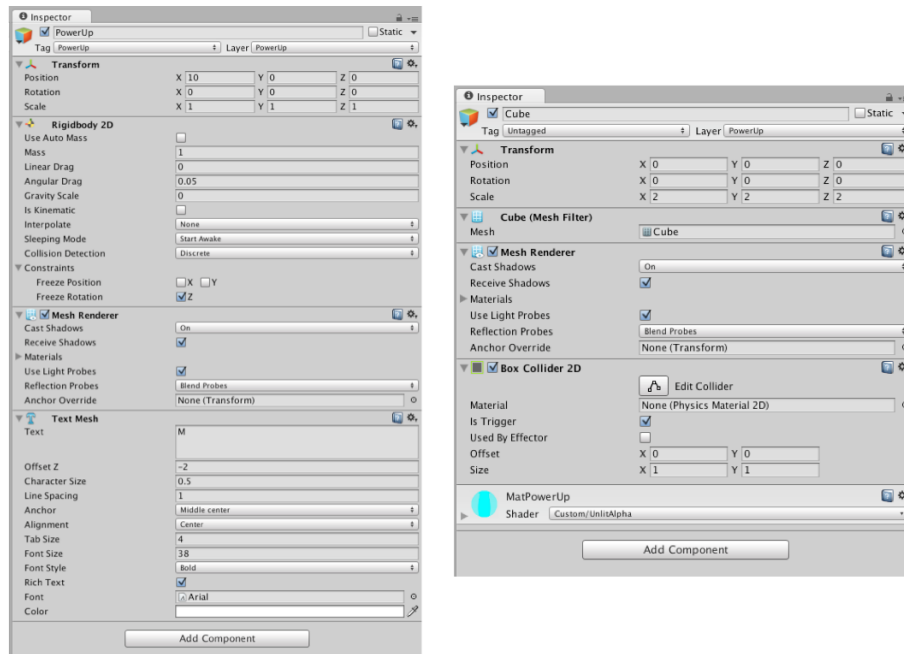 Inspector
PowerUp Static
Tag PowerUp Layer PowerUp
Transform
Position X 10 Y 0 Z 0
Rotation X 0 Y 0 Z 0
Scale X 1 Y 1 Z 1
Rigidbody 2D
Use Auto Mass
Mass 1
Linear Drag 0
Angular Drag 0.05
Gravity Scale 0
Is Kinematic
Interpolate None
Sleeping Mode Start Awake
Collision Detection Discrete
Constraints
Freeze Position X Y
Freeze Rotation Z
Mesh Renderer
Cast Shadows On
Receive Shadows
Materials
Use Light Probes
Reflection Probes Blend Probes
Anchor Override None (Transform)
Text Mesh
Text M
Offset Z -2
Character Size 0.5
Line Spacing 1
Anchor Middle center
Alignment Center
Tab Size 4
Font Size 38
Font Style Bold
Rich Text
Font Arial
Color
Add Component
Inspector
Cube Static
Tag Untagged Layer PowerUp
Transform
Position X 0 Y 0 Z 0
Rotation X 0 Y 0 Z 0
Scale X 2 Y 2 Z 2
Cube (Mesh Filter)
Mesh Cube
Mesh Renderer
Cast Shadows On
Receive Shadows
Materials
Use Light Probes
Reflection Probes Blend Probes
Anchor Override None (Transform)
Box Collider 2D
Edit Collider
Material None (Physics Material 2D)
Is Trigger
Used By Effector
Offset X 0 Y 0
Size X 1 Y 1
MatPowerUp
Shader Custom/UnlitAlpha
Add Component